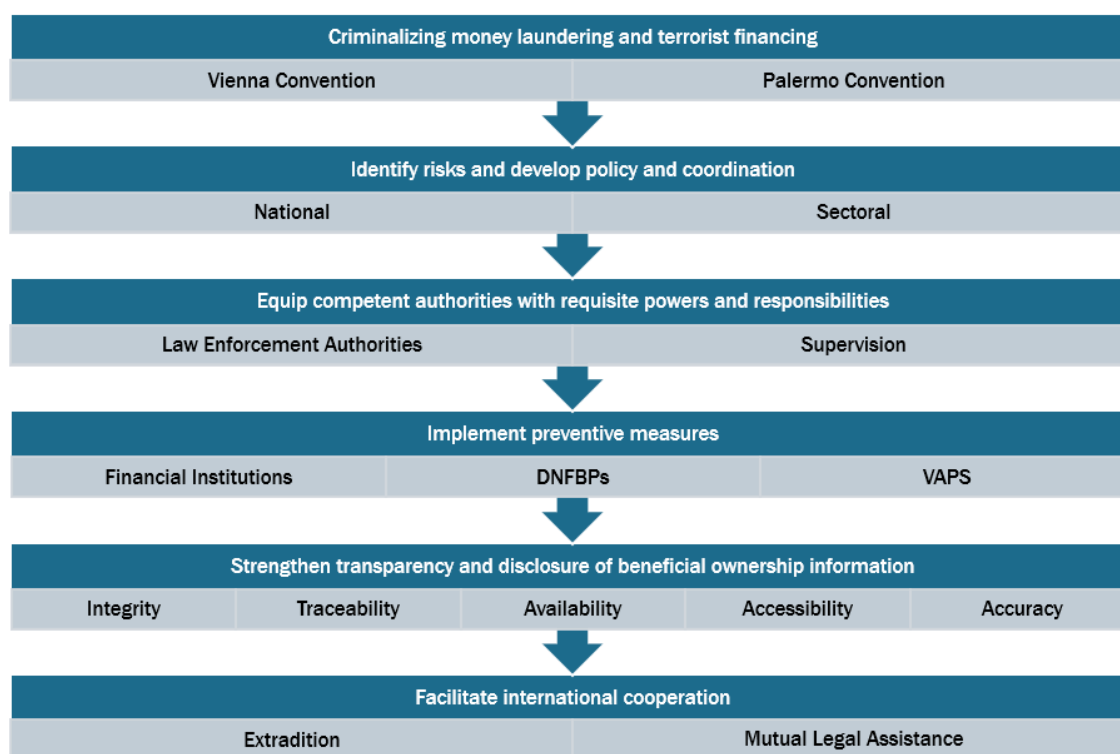 Criminalizing money laundering and terrorist financing
Vienna Convention
Palermo Convention
Identify risks and develop policy and coordination
National
Sectoral
Equip competent authorities with requisite powers and responsibilities
Law Enforcement Authorities
Supervision
Implement preventive measures
Financial Institutions
DNFBPs
VAPS
Strengthen transparency and disclosure of beneficial ownership information
Integrity
Traceability
Availability
Accessibility
Accuracy
Facilitate international cooperation
Extradition
Mutual Legal Assistance